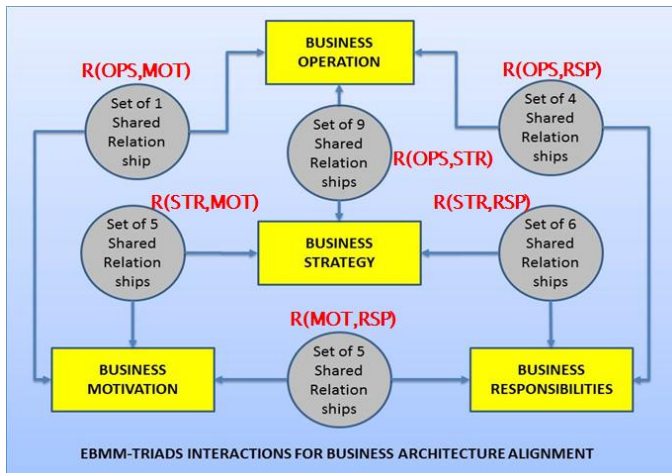 BUSINESS
OPERATION
R(OPS,MOT)
R(OPS,RSP)
Set of 1
Shared
Relation
ship
Set of 9
Shared
Relation
ships
Set of 4
Shared
Relation
ships
R(OPS,STR)
R(STR,MOT)
R(STR,RSP)
Set of 5
Shared
Relation
ships
BUSINESS
STRATEGY
Set of 6
Shared
Relation
ships
R(MOT,RSP)
BUSINESS
MOTIVATION
Set of 5
Shared
Relation
ships
BUSINESS
RESPONSIBILITIES
EBMM-TRIADS INTERACTIONS FOR BUSINESS ARCHITECTURE ALIGNMENT